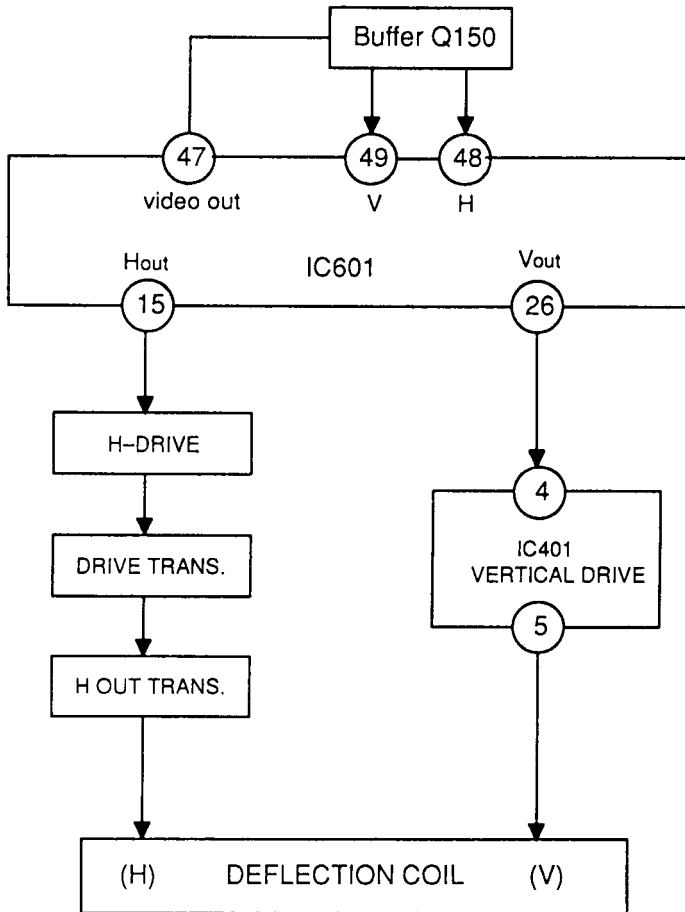 Buffer Q150
47 49 48
video out V H
Hout IC601 Vout
15 26
H–DRIVE
4
DRIVE TRANS.
IC401
VERTICAL DRIVE
5
H OUT TRANS.
(H) DEFLECTION COIL (V)